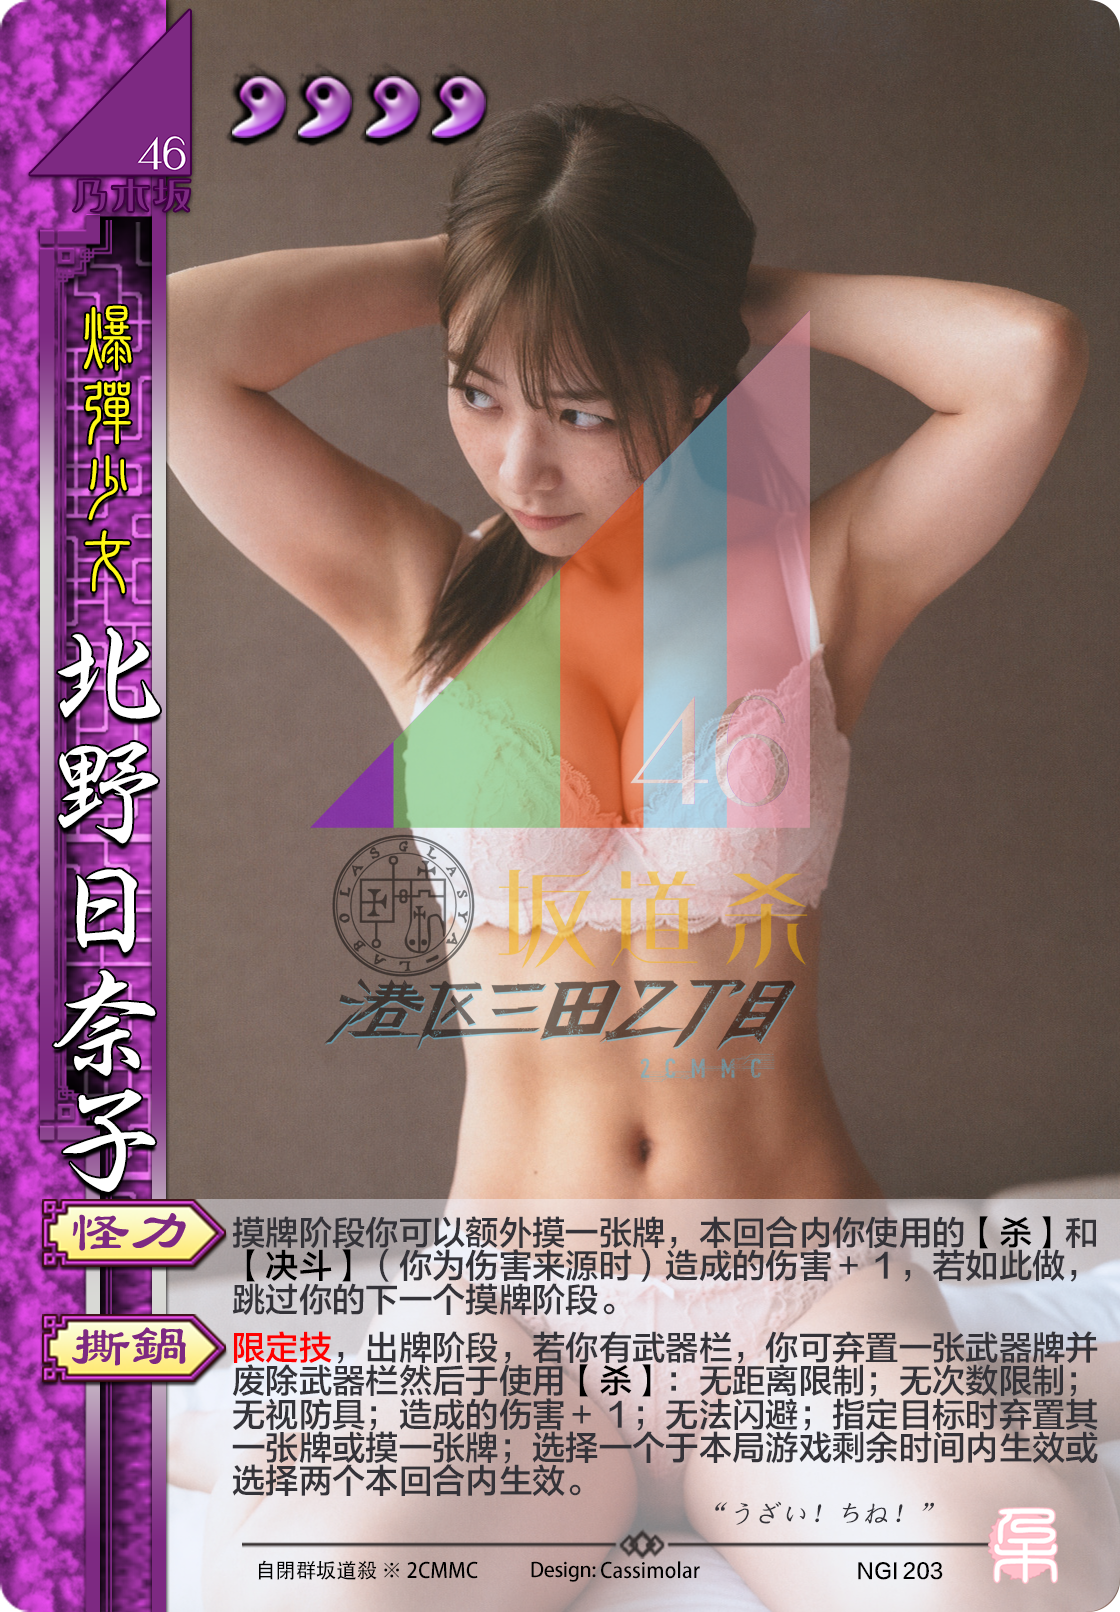 46
乃木坂
爆彈少女
北野日奈子
46
GLASYALABOLAS
坂道杀
港区三田乙丁目
2CMMC
怪力
摸牌阶段你可以额外摸一张牌，本回合内你使用的【杀】和
【决斗】（你为伤害来源时）造成的伤害＋１，若如此做，
跳过你的下一个摸牌阶段。
撕鍋
限定技，出牌阶段，若你有武器栏，你可弃置一张武器牌并
废除武器栏然后于使用【杀】：无距离限制；无次数限制；
无视防具；造成的伤害＋１；无法闪避；指定目标时弃置其
一张牌或摸一张牌；选择一个于本局游戏剩余时间内生效或
选择两个本回合内生效。
“うざい！ちね！”
自閉群坂道殺 ※ 2CMMC
Design: Cassimolar
NGI 203